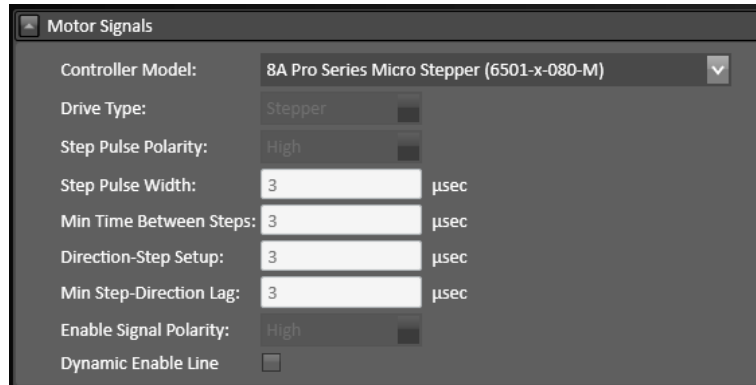 Motor Signals
Controller Model: 8A Pro Series Micro Stepper (6501-x-080-M)
Drive Type: Stepper
Step Pulse Polarity: High
Step Pulse Width: 3 µsec
Min Time Between Steps: 3 µsec
Direction-Step Setup: 3 µsec
Min Step-Direction Lag: 3 µsec
Enable Signal Polarity: High
Dynamic Enable Line